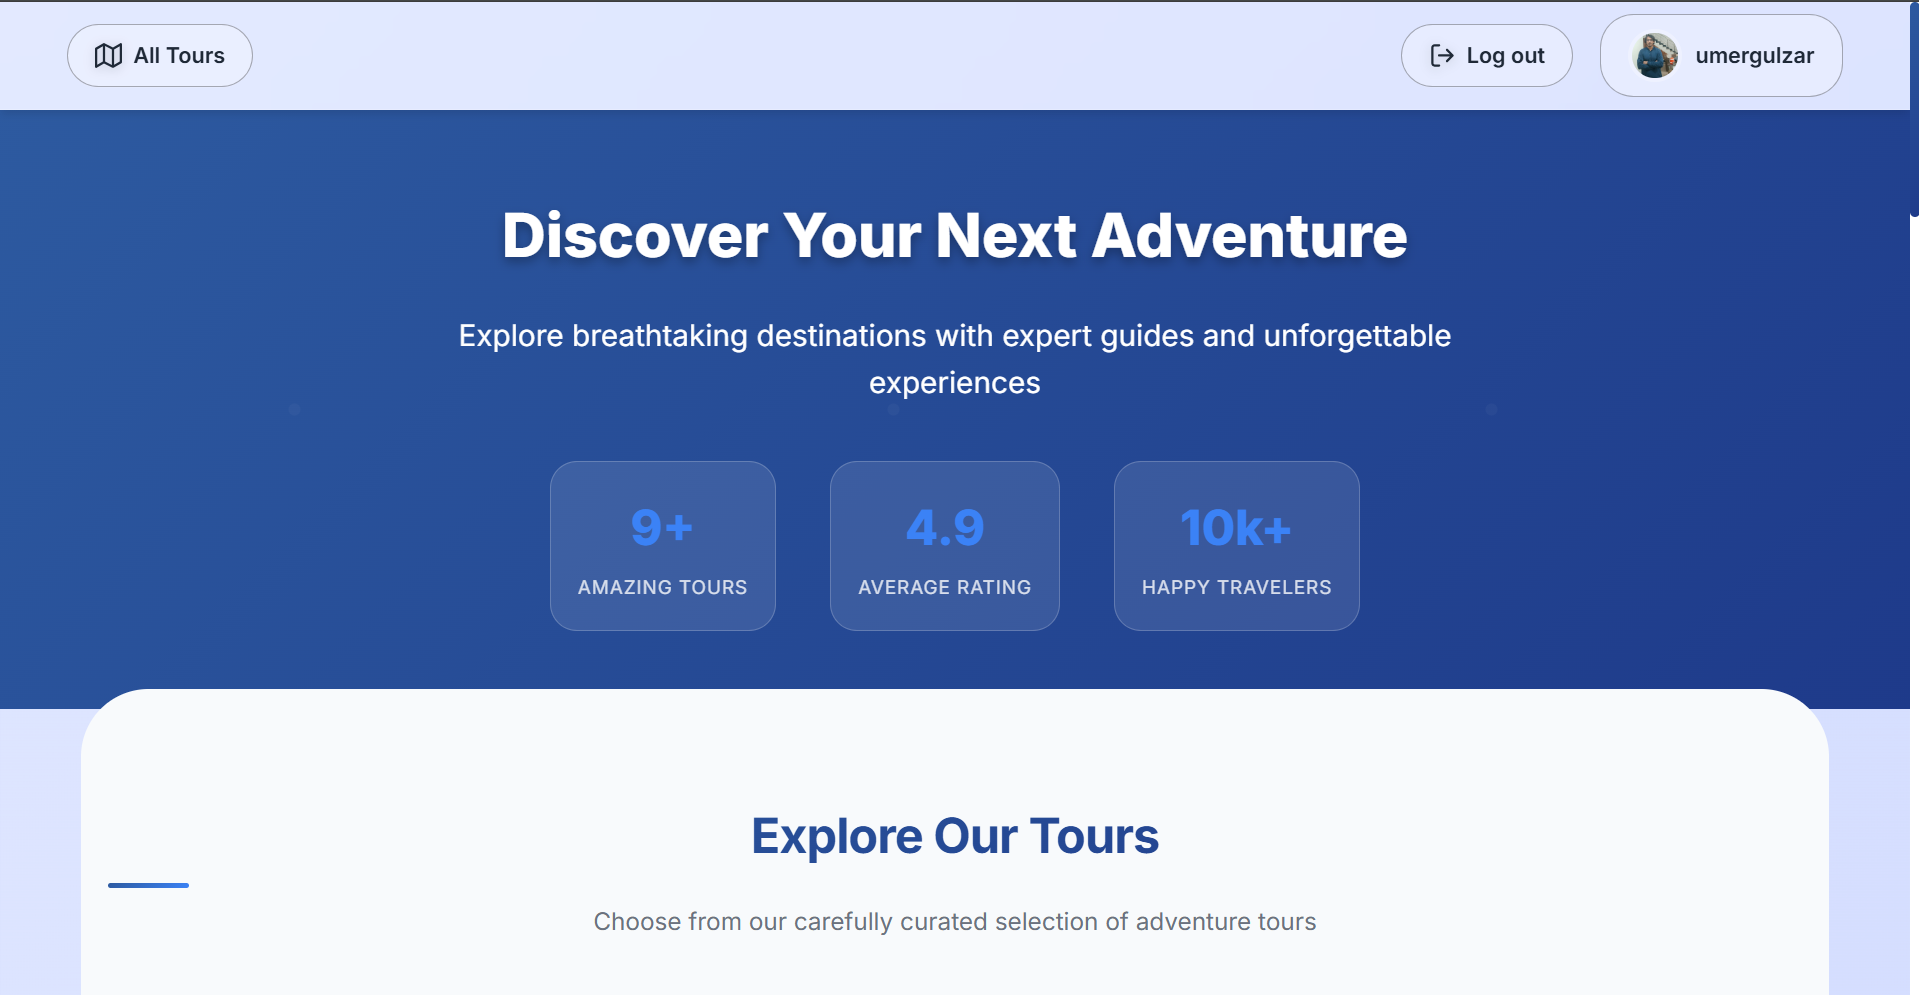 All Tours
Log out
umergulzar
Discover Your Next Adventure
Explore breathtaking destinations with expert guides and unforgettable
experiences
9+
AMAZING TOURS
4.9
AVERAGE RATING
10k+
HAPPY TRAVELERS
Explore Our Tours
Choose from our carefully curated selection of adventure tours